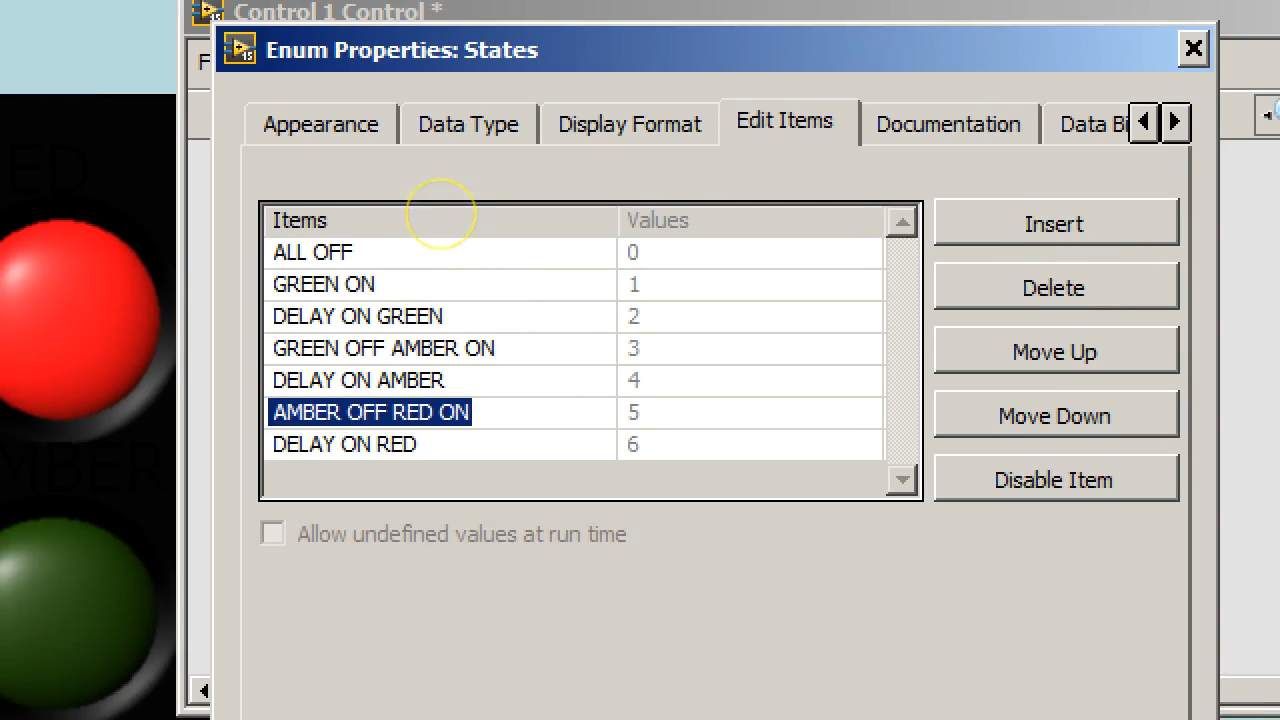 Control 1 Control *
Enum Properties: States
F
Appearance Data Type Display Format Edit Items Documentation Data Bi
Items Values
ALL OFF 0
GREEN ON 1
DELAY ON GREEN 2
GREEN OFF AMBER ON 3
DELAY ON AMBER 4
AMBER OFF RED ON 5
DELAY ON RED 6
Insert
Delete
Move Up
Move Down
Disable Item
Allow undefined values at run time
ED
MBER